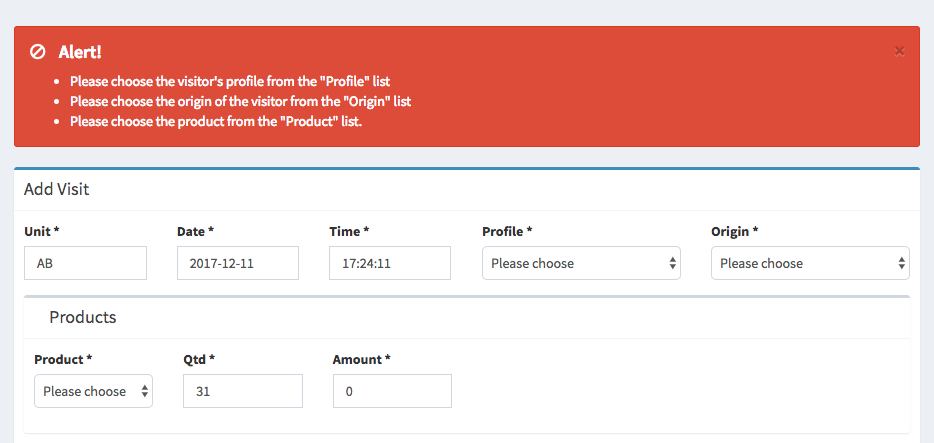 Alert!
×
Please choose the visitor's profile from the "Profile" list
Please choose the origin of the visitor from the "Origin" list
Please choose the product from the "Product" list.
Add Visit
Unit * Date * Time * Profile * Origin *
AB 2017-12-11 17:24:11 Please choose Please choose
Products
Product * Qtd * Amount *
Please choose 31 0